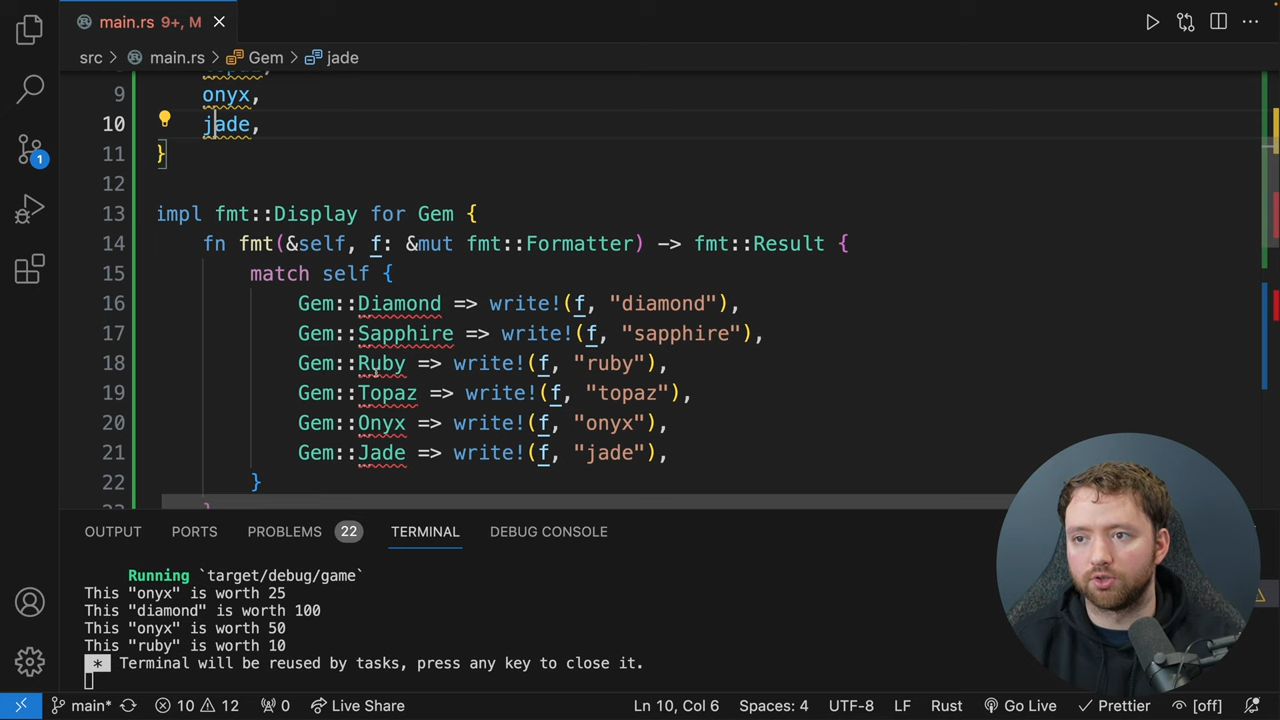 main.rs 9+, M
src > main.rs > Gem > jade
9 onyx,
10 jade,
11 }
12
13 impl fmt::Display for Gem {
14 fn fmt(&self, f: &mut fmt::Formatter) -> fmt::Result {
15 match self {
16 Gem::Diamond => write!(f, "diamond"),
17 Gem::Sapphire => write!(f, "sapphire"),
18 Gem::Ruby => write!(f, "ruby"),
19 Gem::Topaz => write!(f, "topaz"),
20 Gem::Onyx => write!(f, "onyx"),
21 Gem::Jade => write!(f, "jade"),
22 }
OUTPUT PORTS PROBLEMS 22 TERMINAL DEBUG CONSOLE
Running `target/debug/game`
This "onyx" is worth 25
This "diamond" is worth 100
This "onyx" is worth 50
This "ruby" is worth 10
* Terminal will be reused by tasks, press any key to close it.
1
main* 10 12 0 Live Share Ln 10, Col 6 Spaces: 4 UTF-8 LF Rust Go Live Prettier [off]